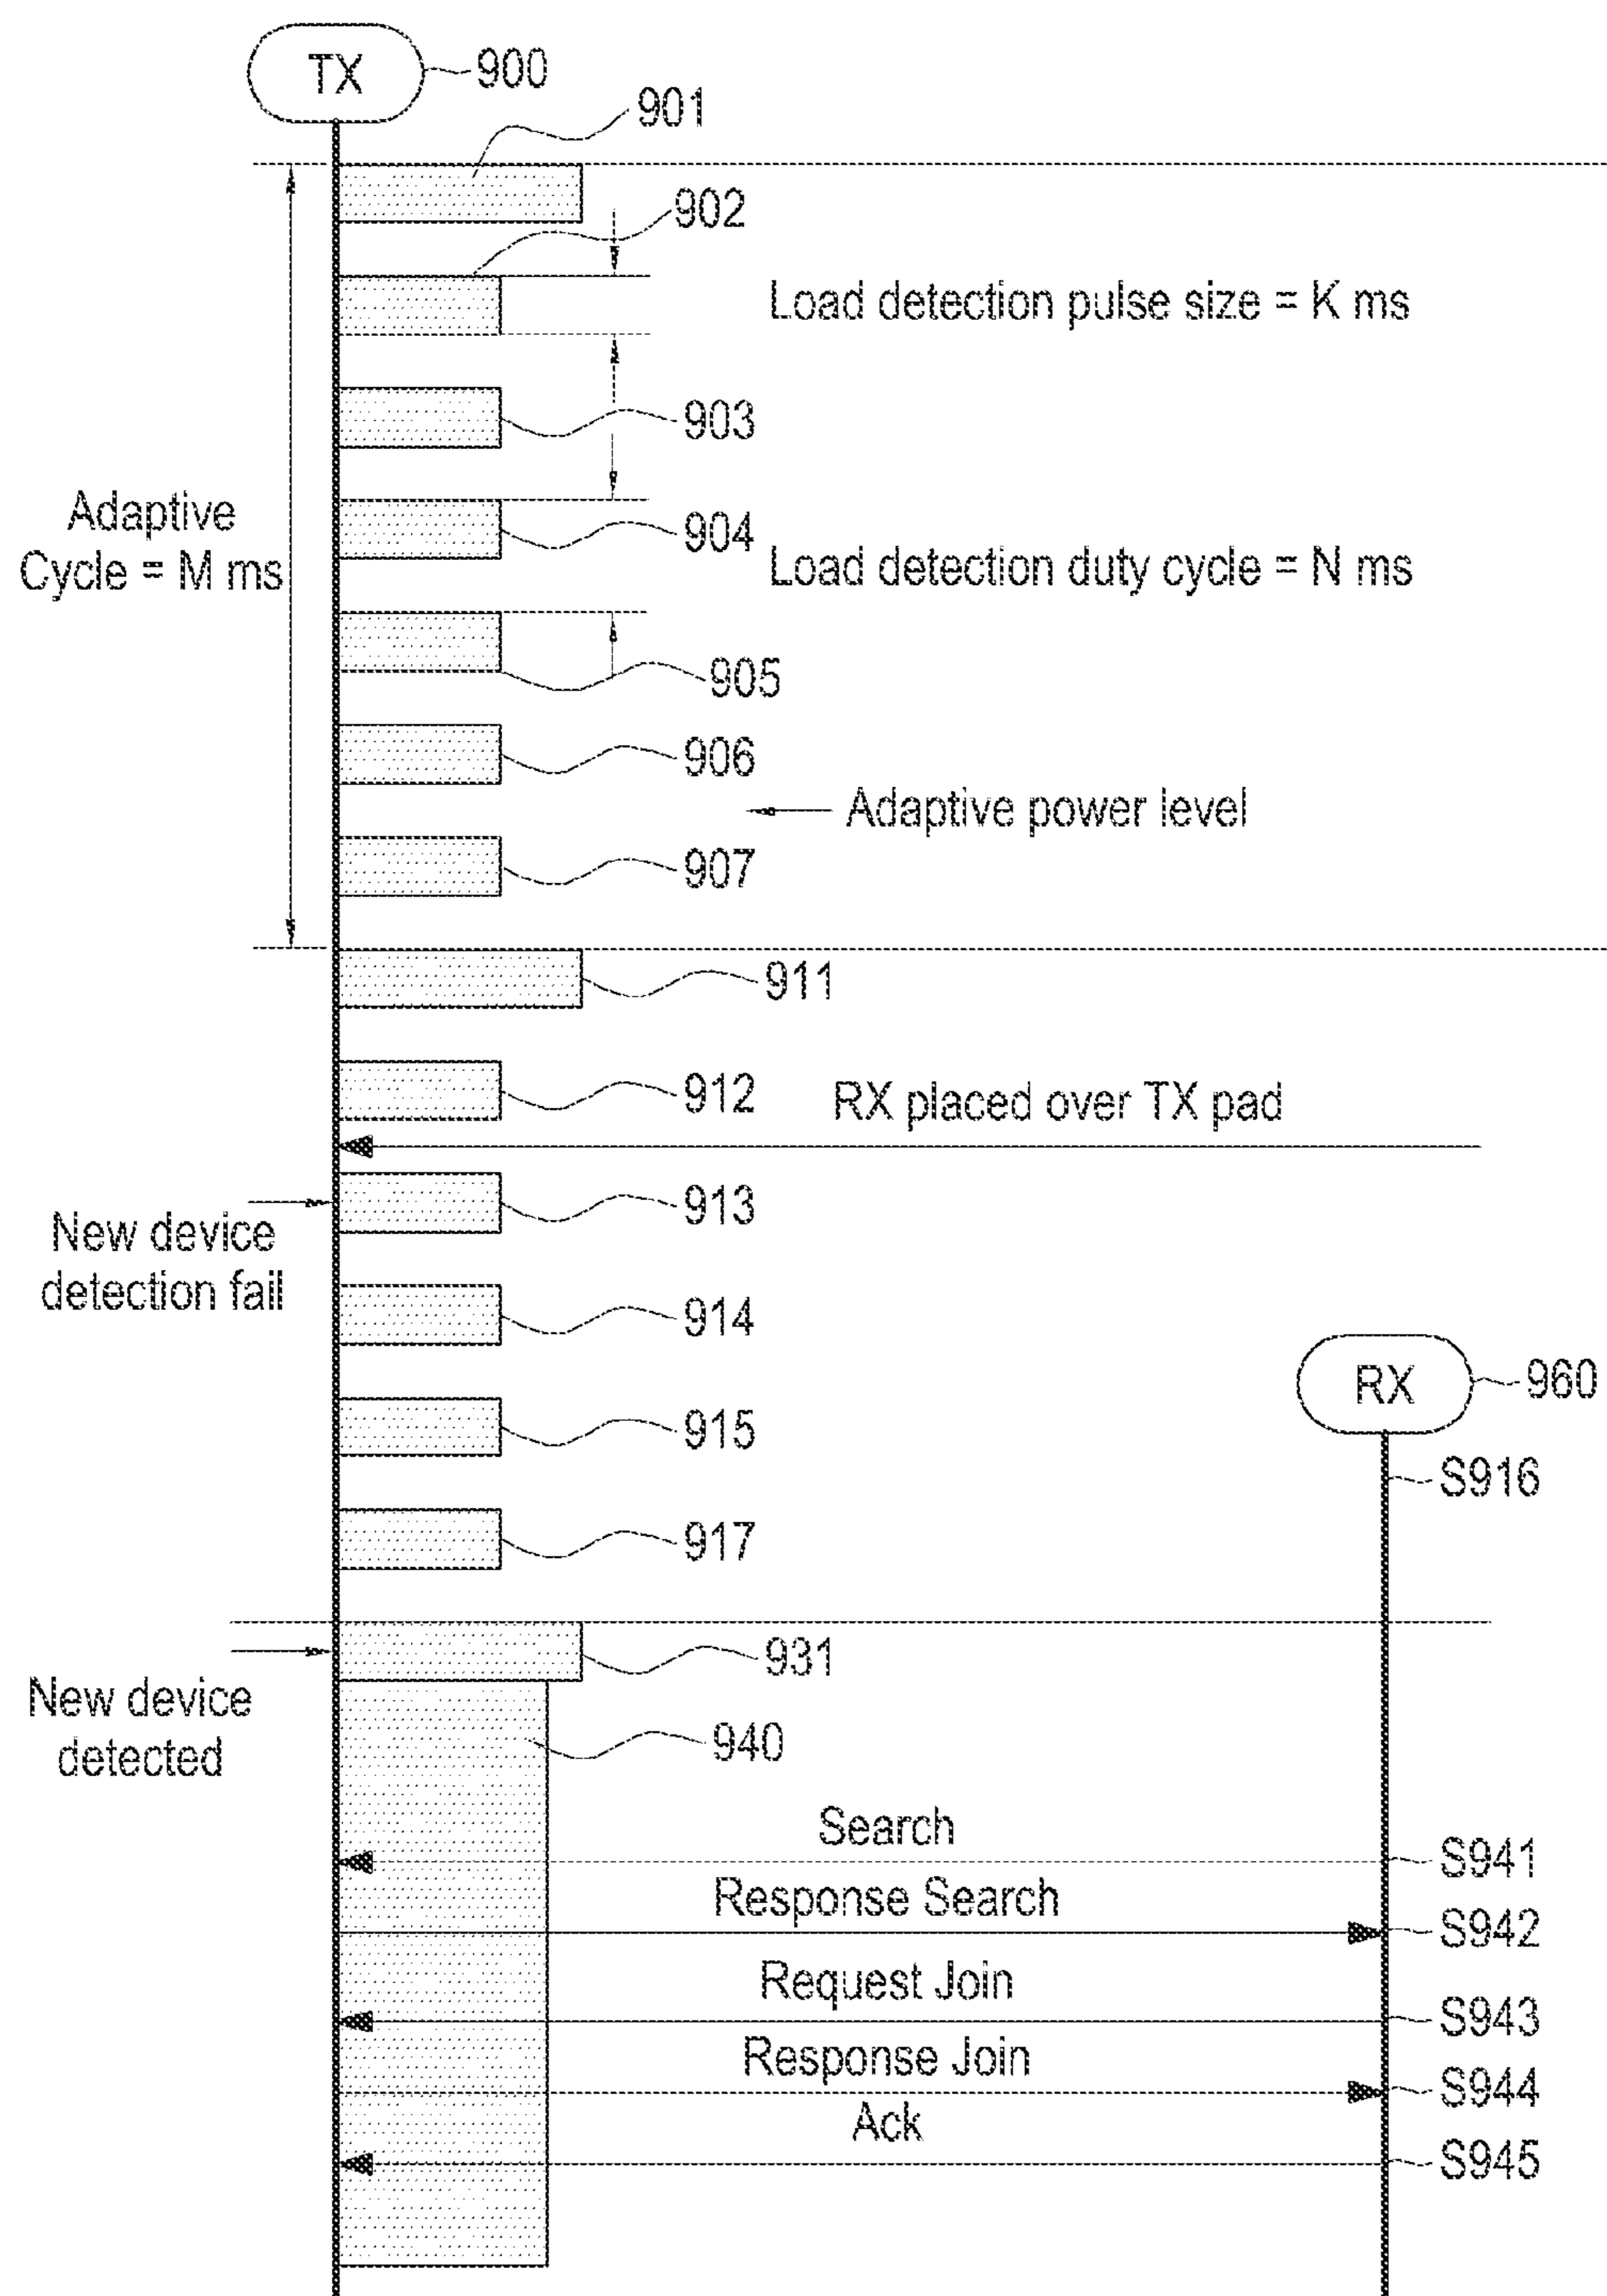 TX
900
901
902
Load detection pulse size = K ms
903
Adaptive
Cycle = M ms
904
Load detection duty cycle = N ms
905
906
Adaptive power level
907
911
912
RX placed over TX pad
913
New device
detection fail
914
RX
960
915
S916
917
931
New device
detected
940
Search
S941
Response Search
S942
Request Join
S943
Response Join
S944
Ack
S945